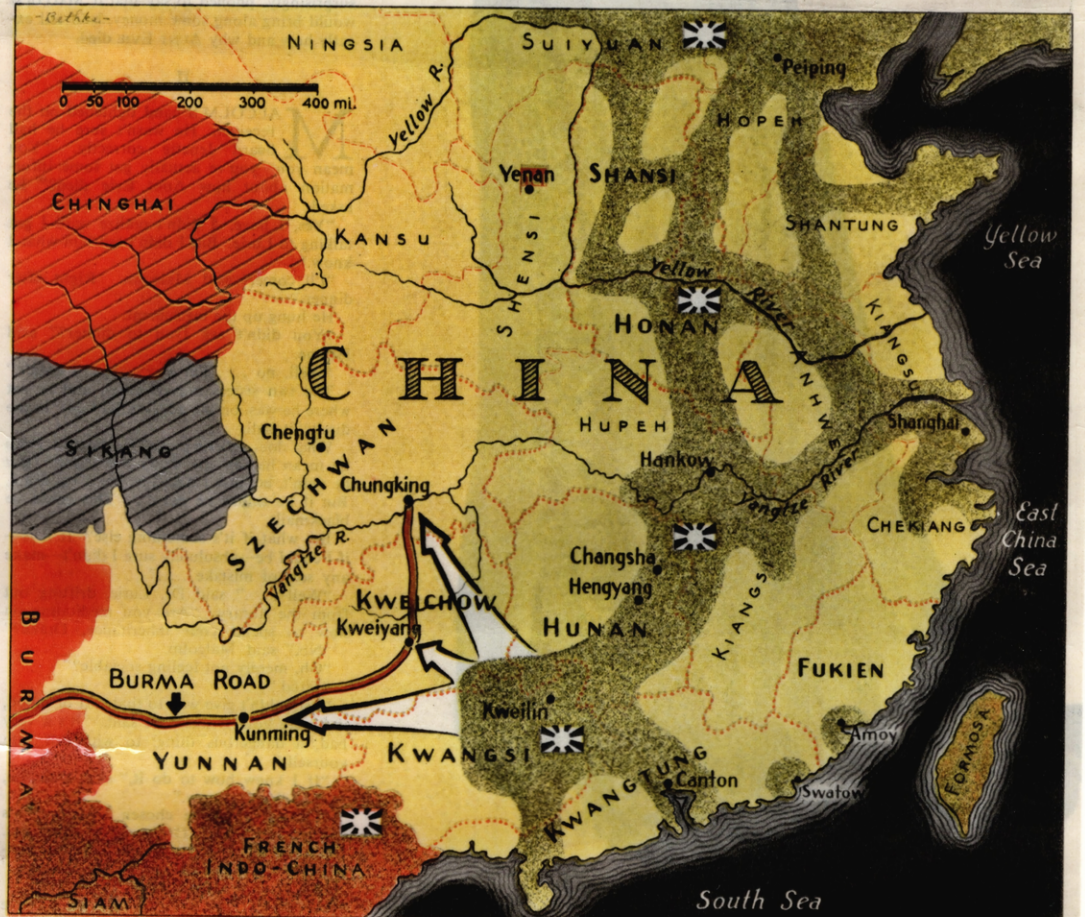 Bethke
NINGSIA
SUIYUAN
Peiping
0 50 100 200 300 400 mi.
Yellow R.
HOPEH
Yenan
SHANSI
CHINGHAI
KANSU
SHENSI
SHANTUNG
Yellow
Sea
Yellow River
HONAN
KIANGSU
ANHWEI
CHINA
SIKANG
Chengtu
SZECHWAN
HUPEH
Shanghai
Hankow
Chungking
Yangtze River
CHEKIANG
East
China
Sea
Yangtze R.
Changsha
Hengyang
KWEICHOW
Kweiyang
HUNAN
KIANGSI
FUKIEN
BURMA
BURMA ROAD
Kunming
YUNNAN
KWANGSI
Kweilin
Amoy
KWANGTUNG
Canton
Swatow
FORMOSA
FRENCH
INDO-CHINA
SIAM
South Sea